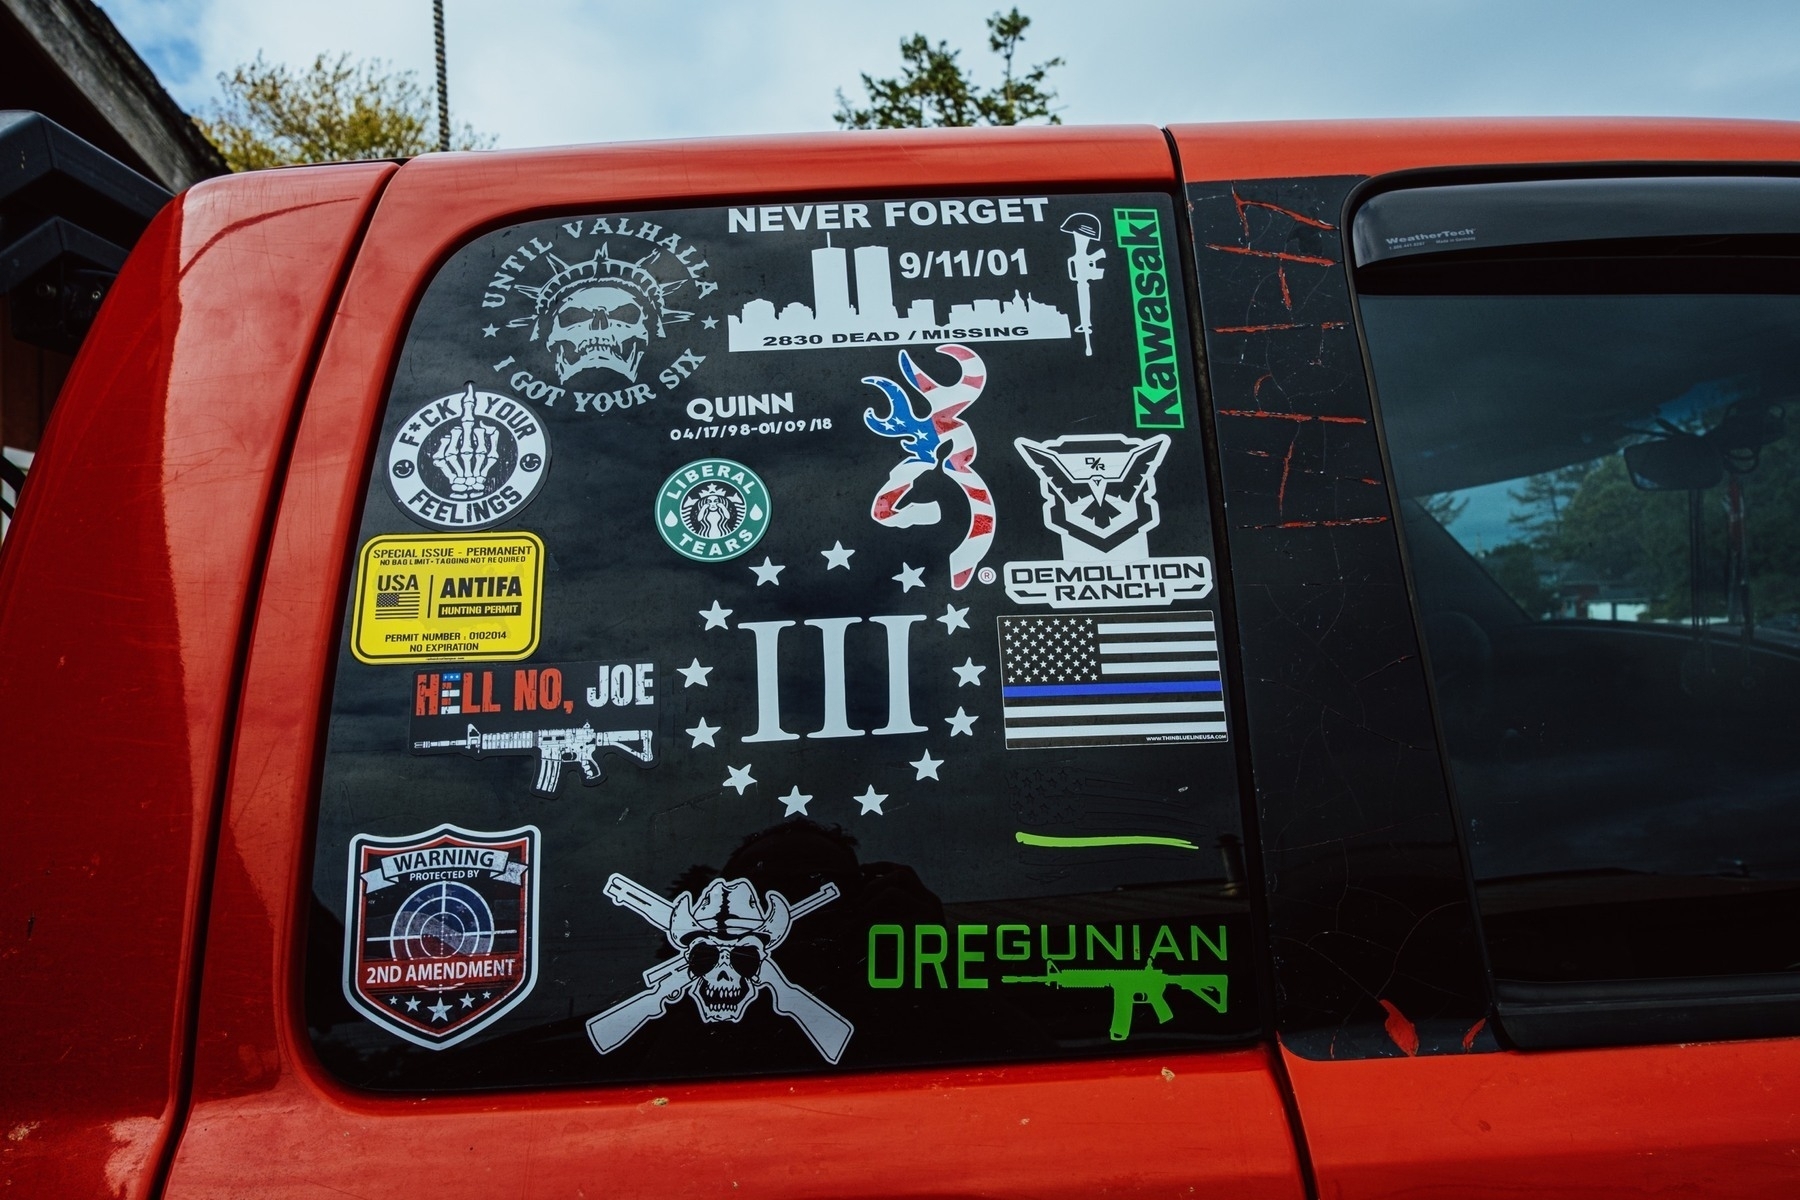 UNTIL VALHALLA
I GOT YOUR SIX
NEVER FORGET
9/11/01
2830 DEAD / MISSING
Kawasaki
WeatherTech
F*CK YOUR
FEELINGS
QUINN
04/17/98-01/09/18
LIBERAL
TEARS
D/R
DEMOLITION
RANCH
®
SPECIAL ISSUE - PERMANENT
NO BAG LIMIT - TAGGING NOT REQUIRED
USA
ANTIFA
HUNTING PERMIT
PERMIT NUMBER : 0102014
NO EXPIRATION
HELL NO, JOE
III
WWW.THINBLUELINEUSA.COM
WARNING
PROTECTED BY
2ND AMENDMENT
OREGUNIAN